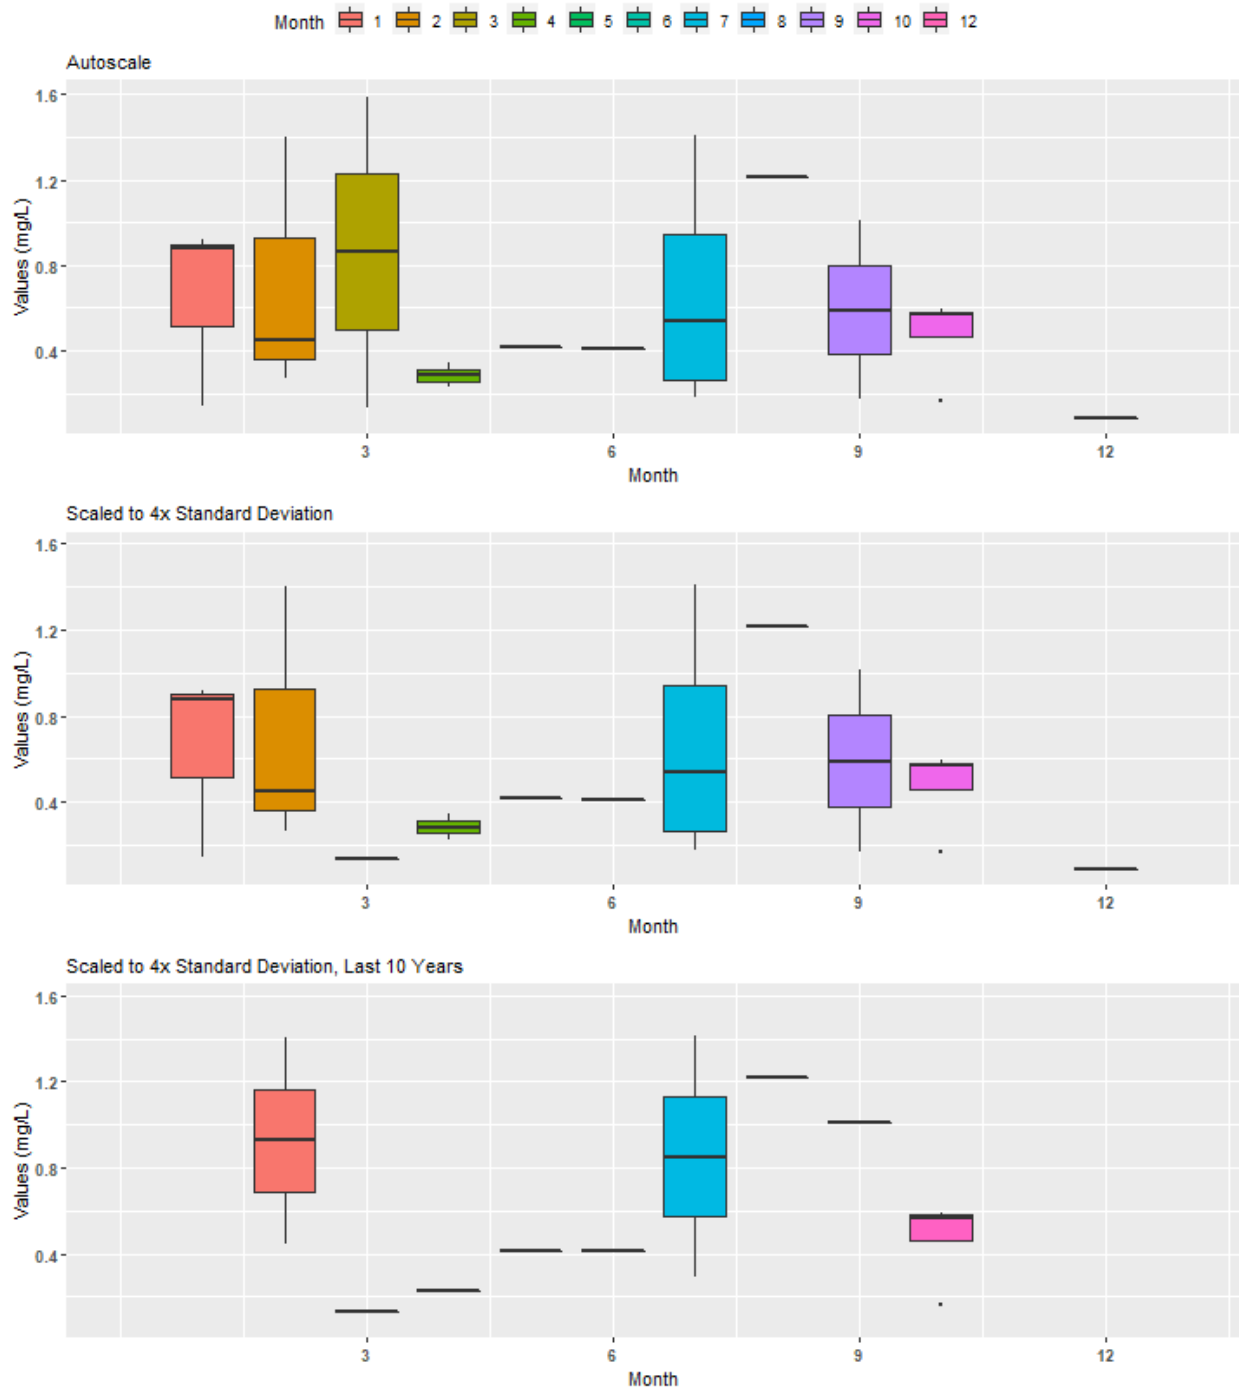 Month 1 2 3 4 5 6 7 8 9 10 12
Autoscale
Values (mg/L)
1.6
1.2
0.8
0.4
3 6 9 12
Month
Scaled to 4x Standard Deviation
Values (mg/L)
1.6
1.2
0.8
0.4
3 6 9 12
Month
Scaled to 4x Standard Deviation, Last 10 Years
Values (mg/L)
1.6
1.2
0.8
0.4
3 6 9 12
Month